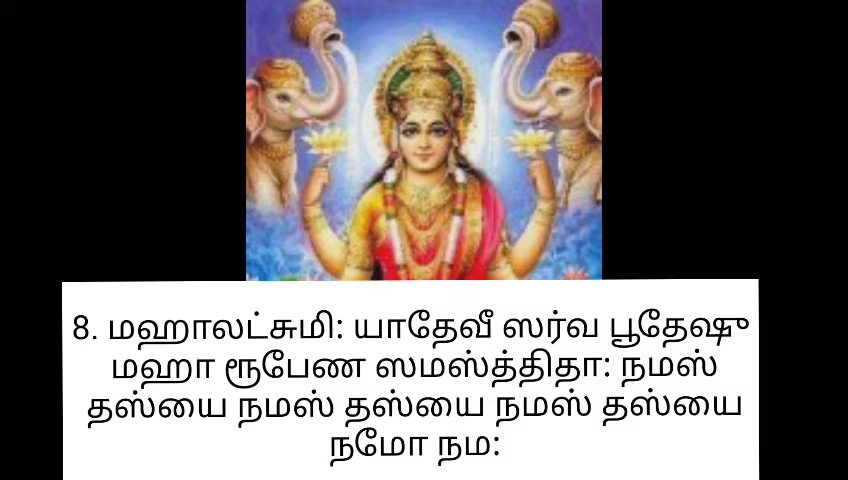 8. மஹாலட்சுமி: யாதேவீ ஸர்வ பூதேஷு
மஹா ரூபேண ஸமஸ்த்திதா: நமஸ்
தஸ்யை நமஸ் தஸ்யை நமஸ் தஸ்யை
நமோ நம: